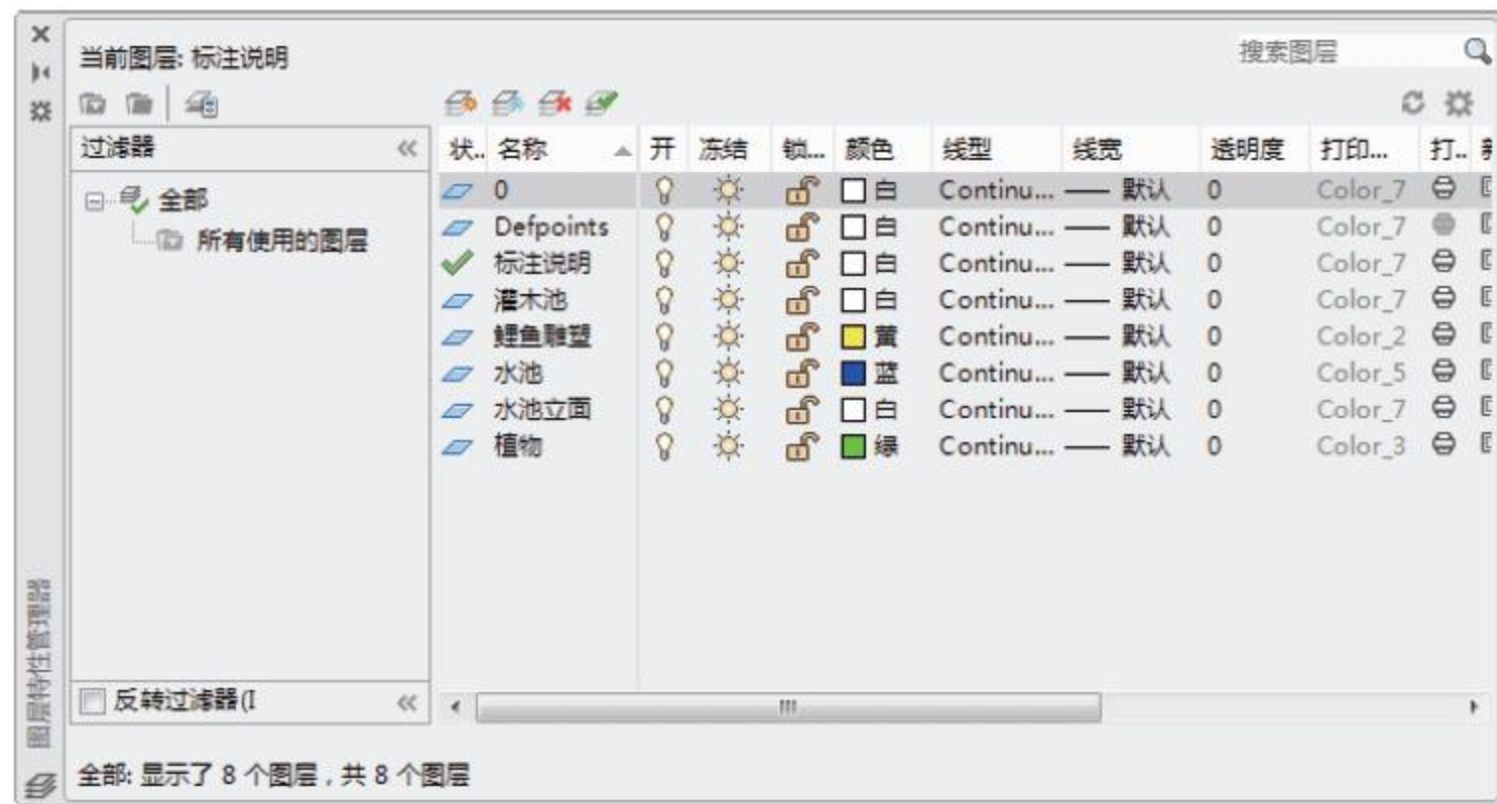 当前图层: 标注说明
搜索图层
过滤器
全部
所有使用的图层
反转过滤器(I
状.. 名称 开 冻结 锁... 颜色 线型 线宽 透明度 打印... 打..
0 白 Continu... 默认 0 Color_7
Defpoints 白 Continu... 默认 0 Color_7
标注说明 白 Continu... 默认 0 Color_7
灌木池 白 Continu... 默认 0 Color_7
鲤鱼雕塑 黄 Continu... 默认 0 Color_2
水池 蓝 Continu... 默认 0 Color_5
水池立面 白 Continu... 默认 0 Color_7
植物 绿 Continu... 默认 0 Color_3
图层特性管理器
全部: 显示了 8 个图层 , 共 8 个图层